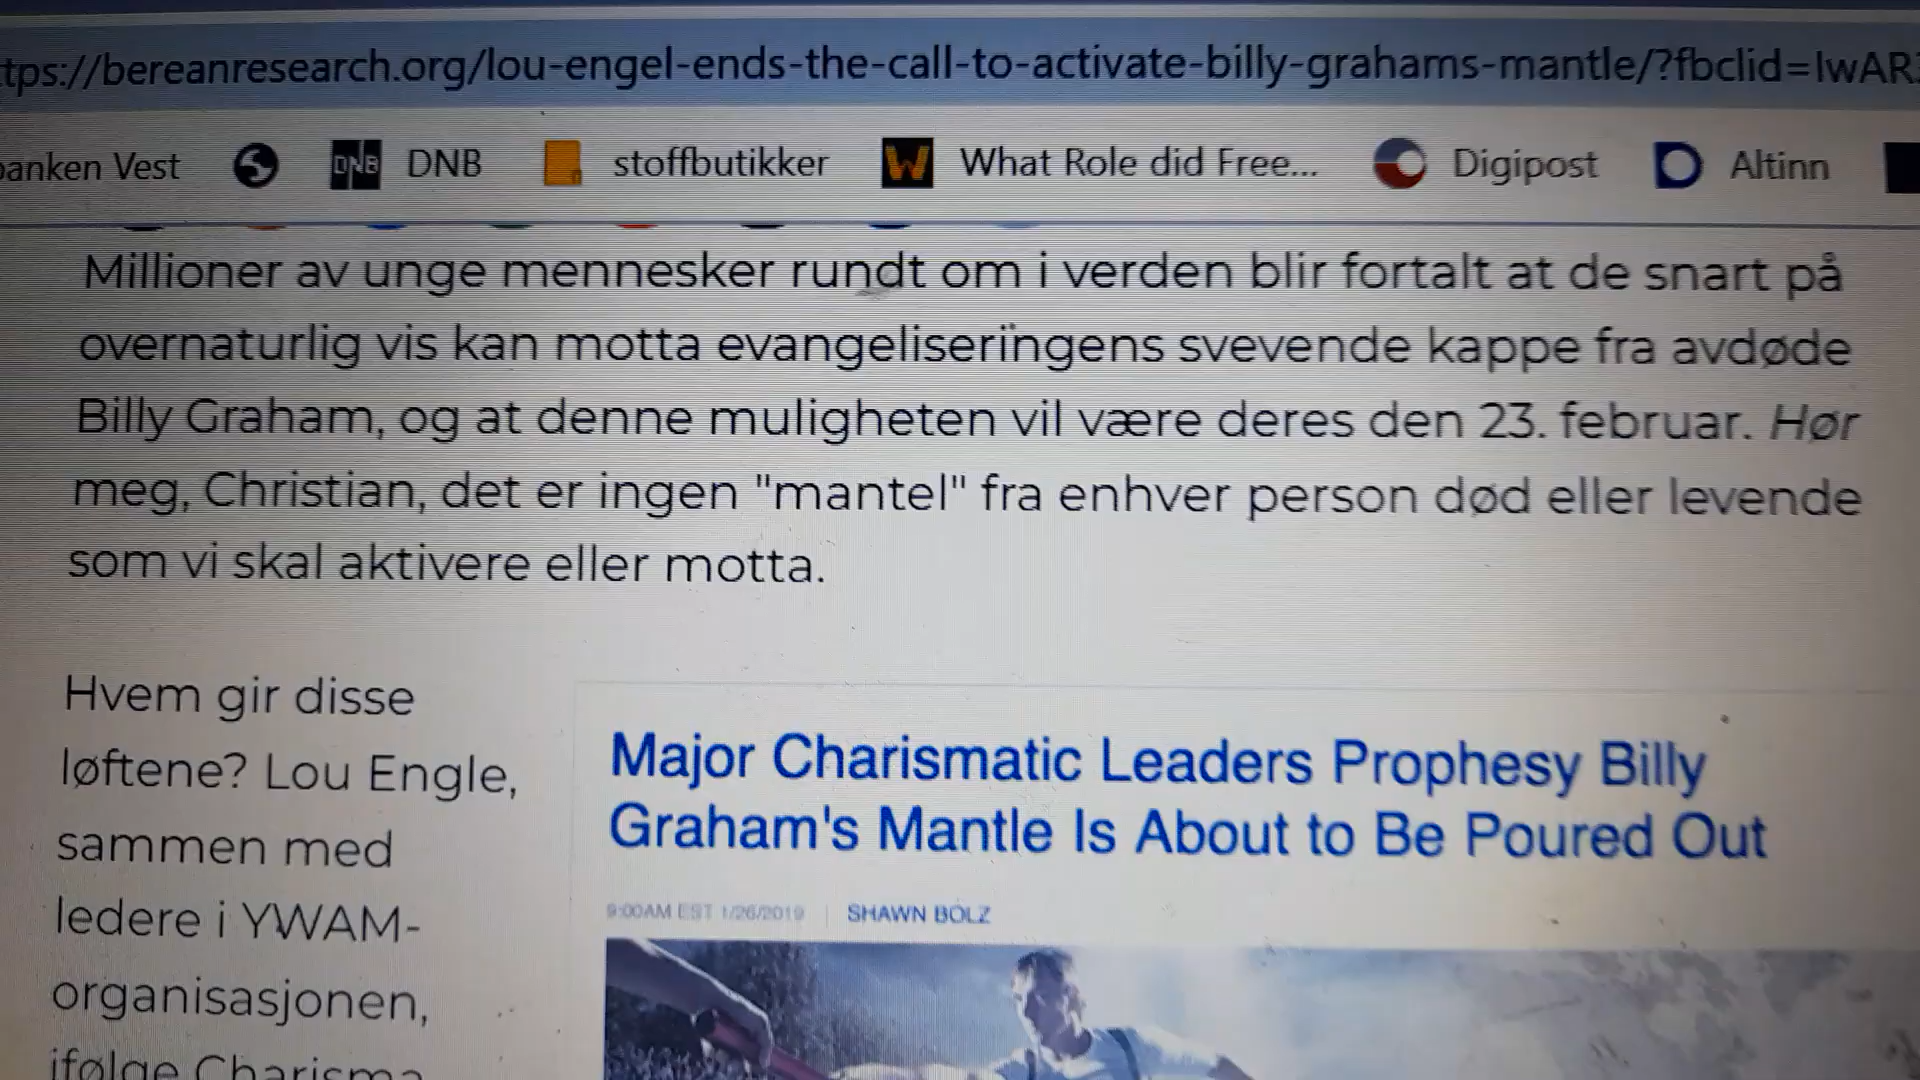 tps://bereanresearch.org/lou-engel-ends-the-call-to-activate-billy-grahams-mantle/?fbclid=IwAR
banken Vest DNB DNB stoffbutikker W What Role did Free... Digipost Altinn
Millioner av unge mennesker rundt om i verden blir fortalt at de snart på
overnaturlig vis kan motta evangeliseringens svevende kappe fra avdøde
Billy Graham, og at denne muligheten vil være deres den 23. februar. Hør
meg, Christian, det er ingen "mantel" fra enhver person død eller levende
som vi skal aktivere eller motta.
Hvem gir disse
løftene? Lou Engle,
sammen med
ledere i YWAM-
organisasjonen,
ifølge Charisma
Major Charismatic Leaders Prophesy Billy
Graham's Mantle Is About to Be Poured Out
9:00AM EST 1/26/2019 | SHAWN BOLZ